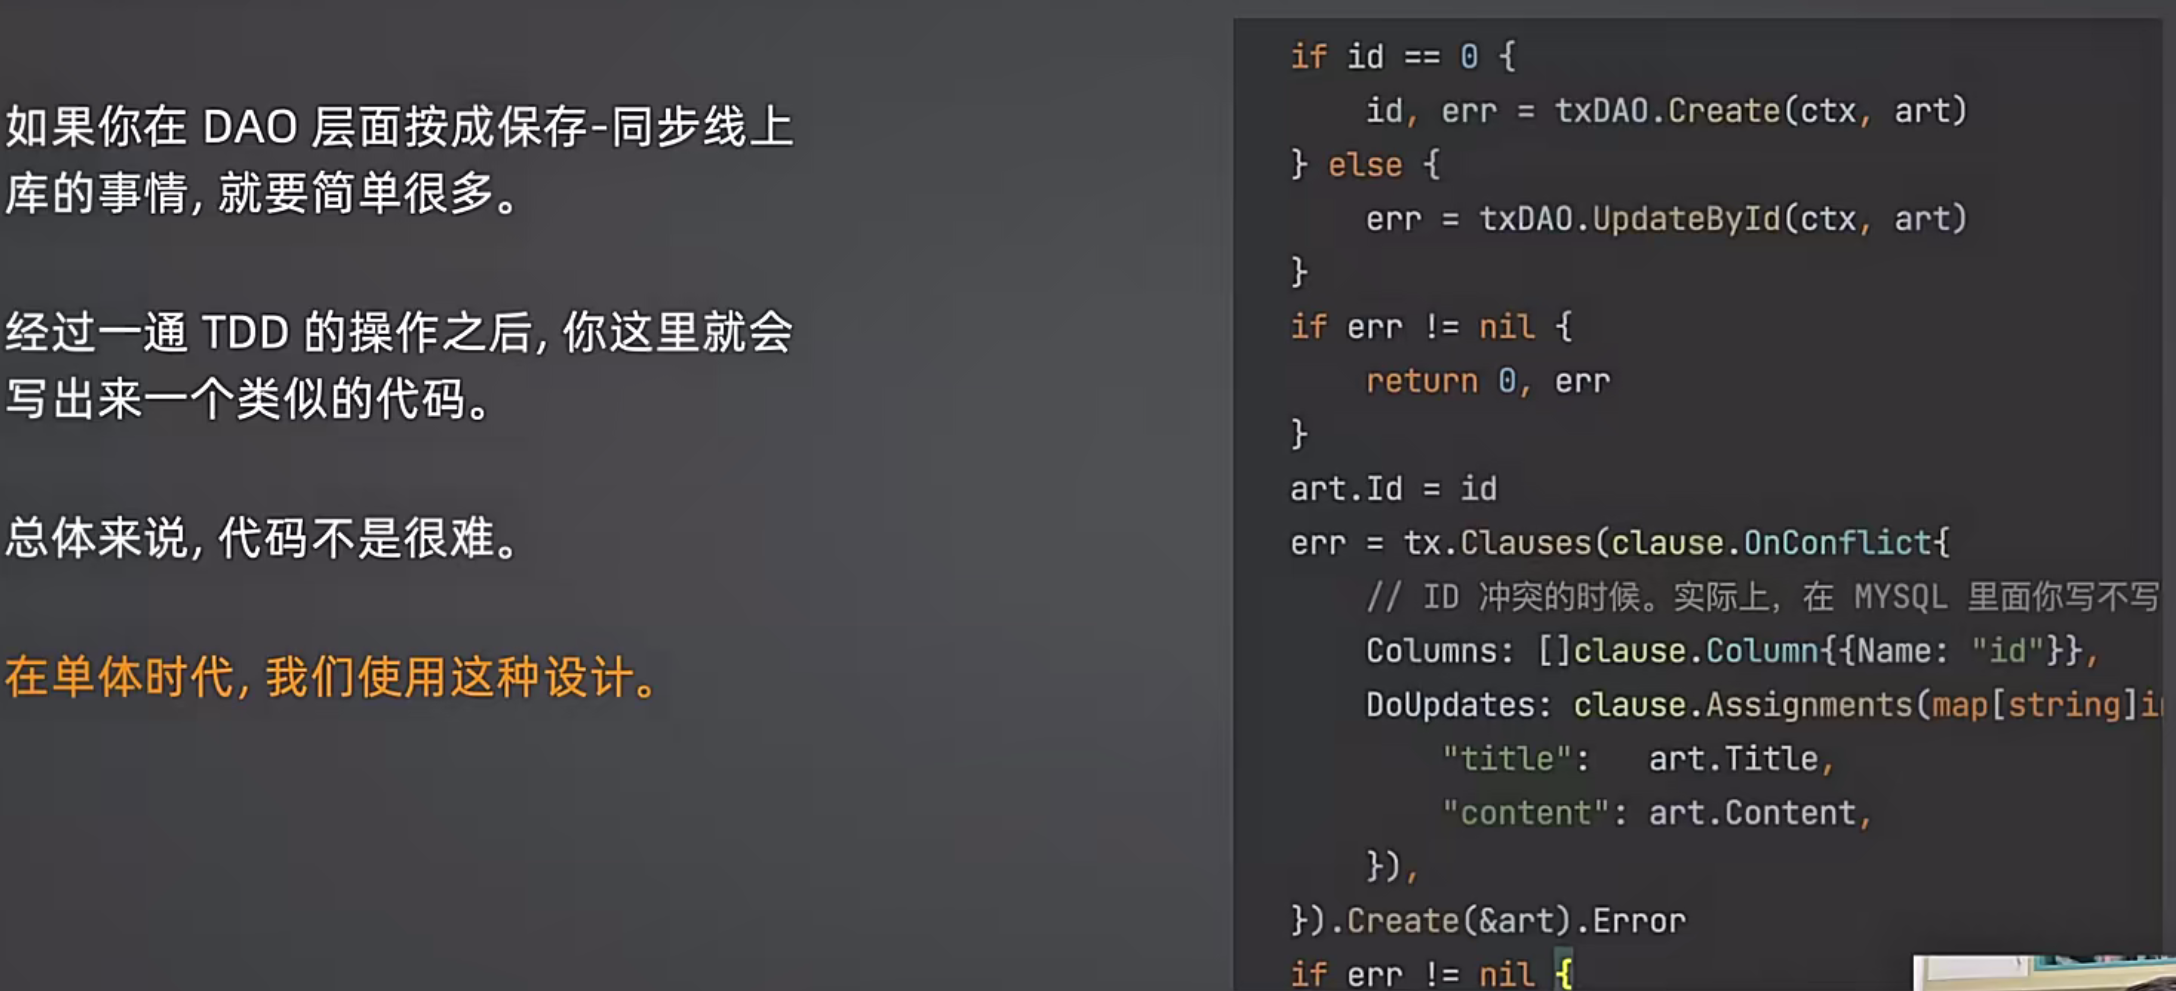 如果你在 DAO 层面按成保存-同步线上
库的事情, 就要简单很多。
经过一通 TDD 的操作之后, 你这里就会
写出来一个类似的代码。
总体来说, 代码不是很难。
在单体时代, 我们使用这种设计。
if id == 0 {
    id, err = txDAO.Create(ctx, art)
} else {
    err = txDAO.UpdateById(ctx, art)
}
if err != nil {
    return 0, err
}
art.Id = id
err = tx.Clauses(clause.OnConflict{
    // ID 冲突的时候。实际上, 在 MYSQL 里面你写不写
    Columns: []clause.Column{{Name: "id"}},
    DoUpdates: clause.Assignments(map[string]i
        "title":   art.Title,
        "content": art.Content,
    }),
}).Create(&art).Error
if err != nil {